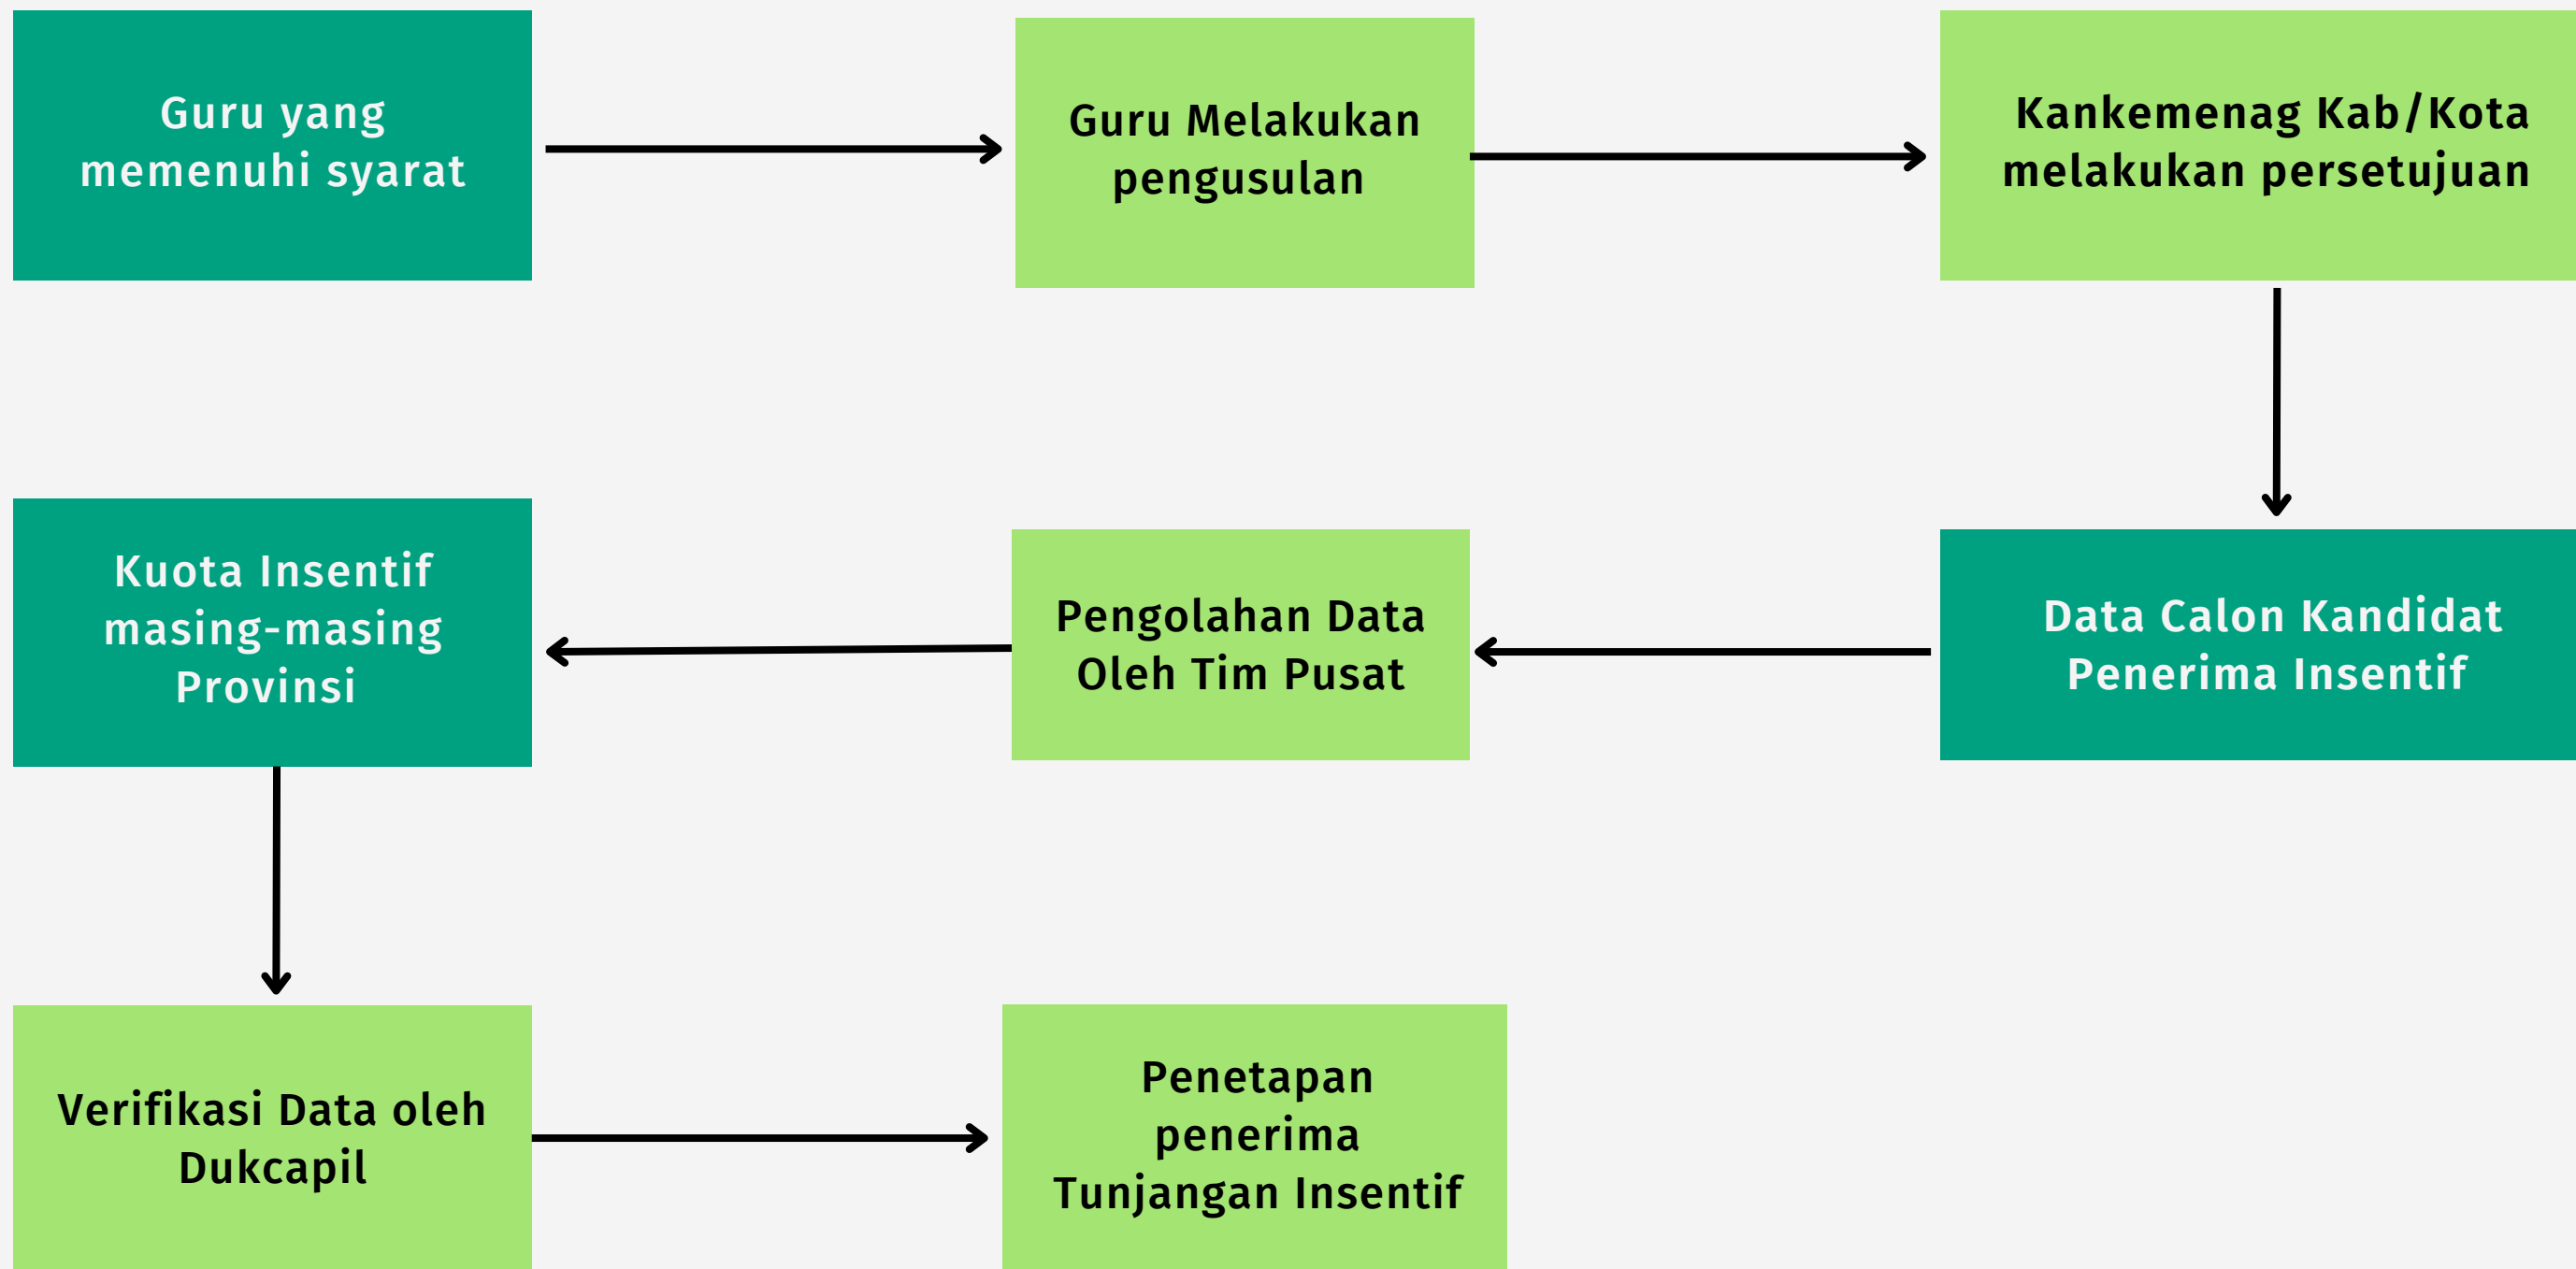 Guru yang
memenuhi syarat
Guru Melakukan
pengusulan
Kankemenag Kab/Kota
melakukan persetujuan
Data Calon Kandidat
Penerima Insentif
Pengolahan Data
Oleh Tim Pusat
Kuota Insentif
masing-masing
Provinsi
Verifikasi Data oleh
Dukcapil
Penetapan
penerima
Tunjangan Insentif